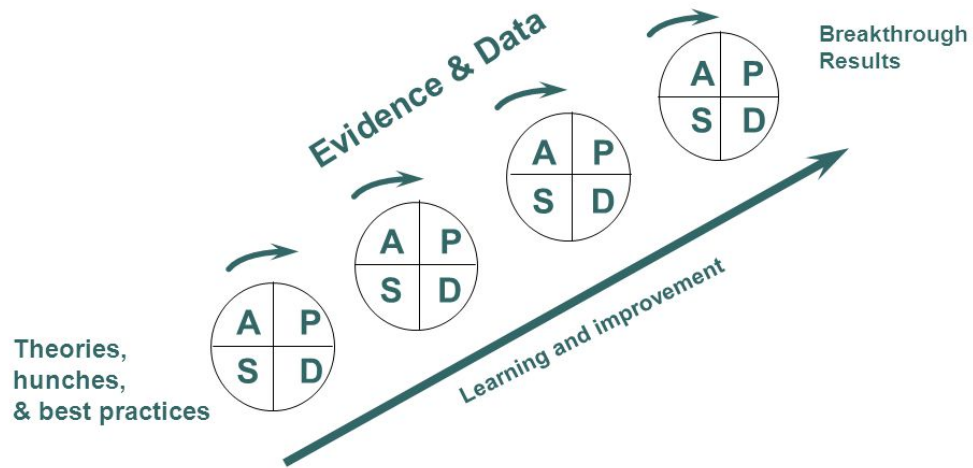 Breakthrough
Results
Evidence & Data
A P
S D
A P
S D
A P
S D
A P
S D
Theories,
hunches,
& best practices
Learning and improvement